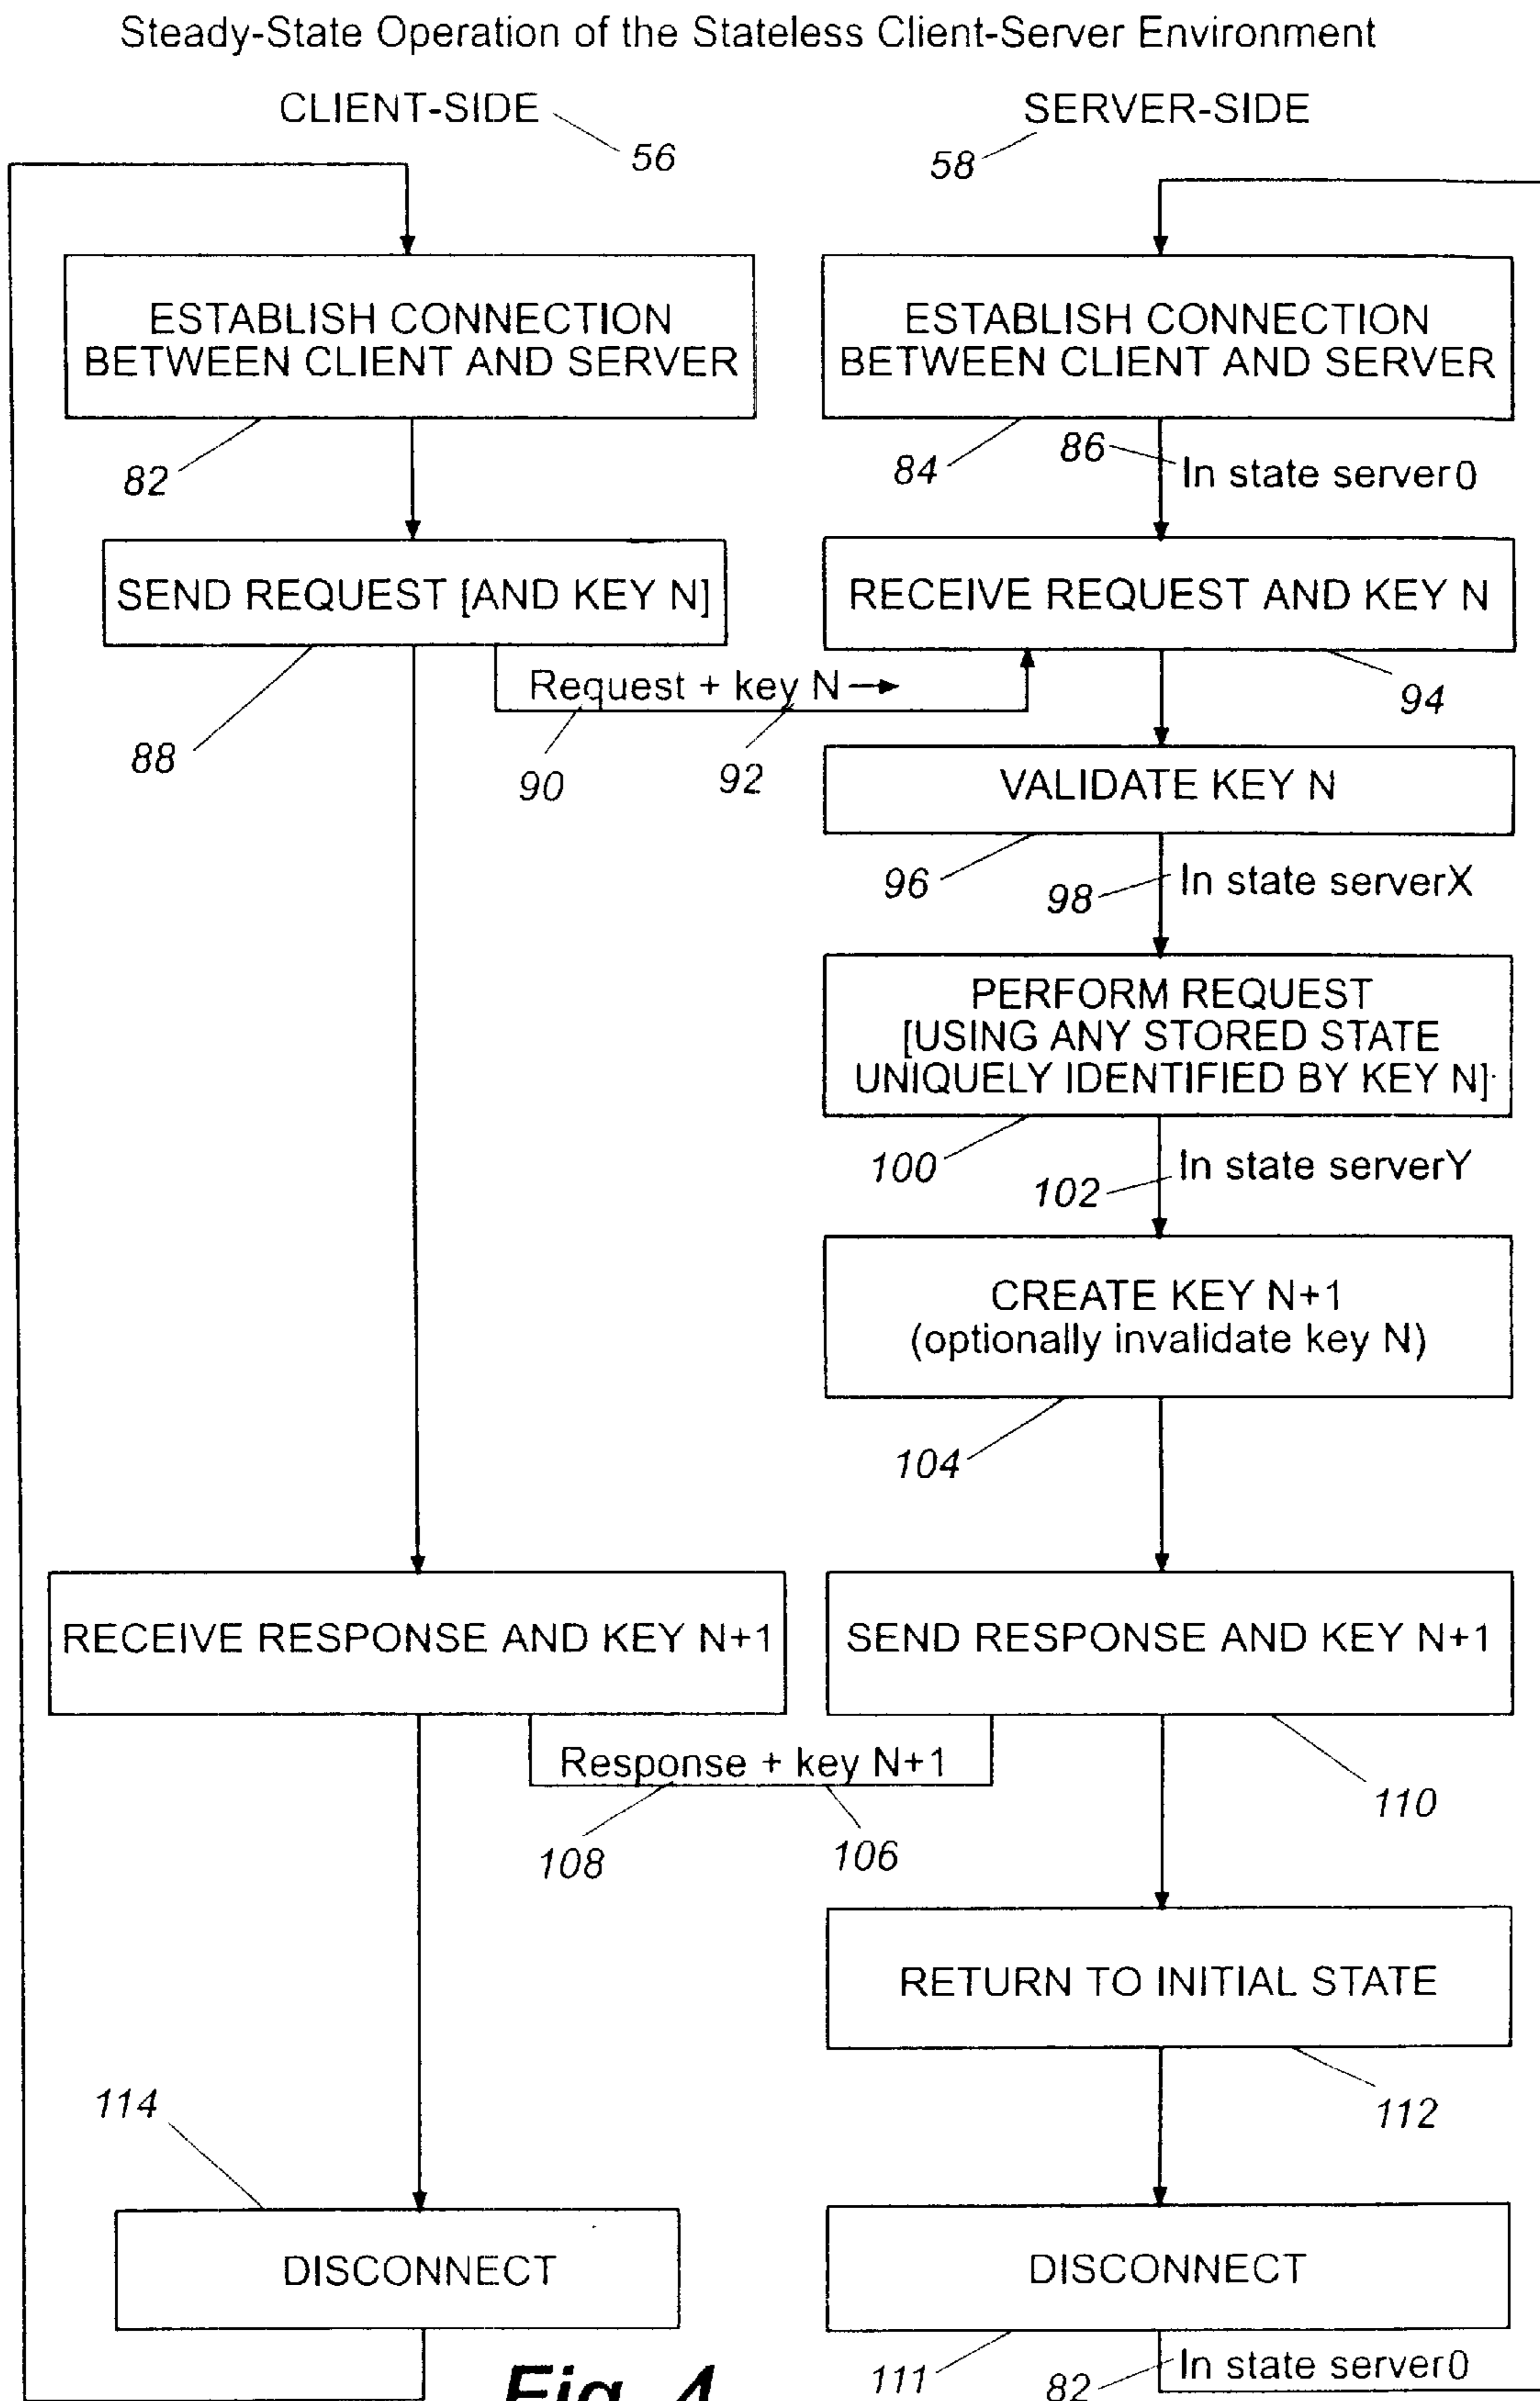 Steady-State Operation of the Stateless Client-Server Environment
CLIENT-SIDE
56
SERVER-SIDE
58
ESTABLISH CONNECTION
BETWEEN CLIENT AND SERVER
82
ESTABLISH CONNECTION
BETWEEN CLIENT AND SERVER
84
86
In state server0
SEND REQUEST [AND KEY N]
88
RECEIVE REQUEST AND KEY N
94
Request + key N
90
92
VALIDATE KEY N
96
98
In state serverX
PERFORM REQUEST
[USING ANY STORED STATE
UNIQUELY IDENTIFIED BY KEY N]
100
102
In state serverY
CREATE KEY N+1
(optionally invalidate key N)
104
RECEIVE RESPONSE AND KEY N+1
SEND RESPONSE AND KEY N+1
110
Response + key N+1
108
106
RETURN TO INITIAL STATE
112
114
DISCONNECT
DISCONNECT
111
82
In state server0
Fig. 4